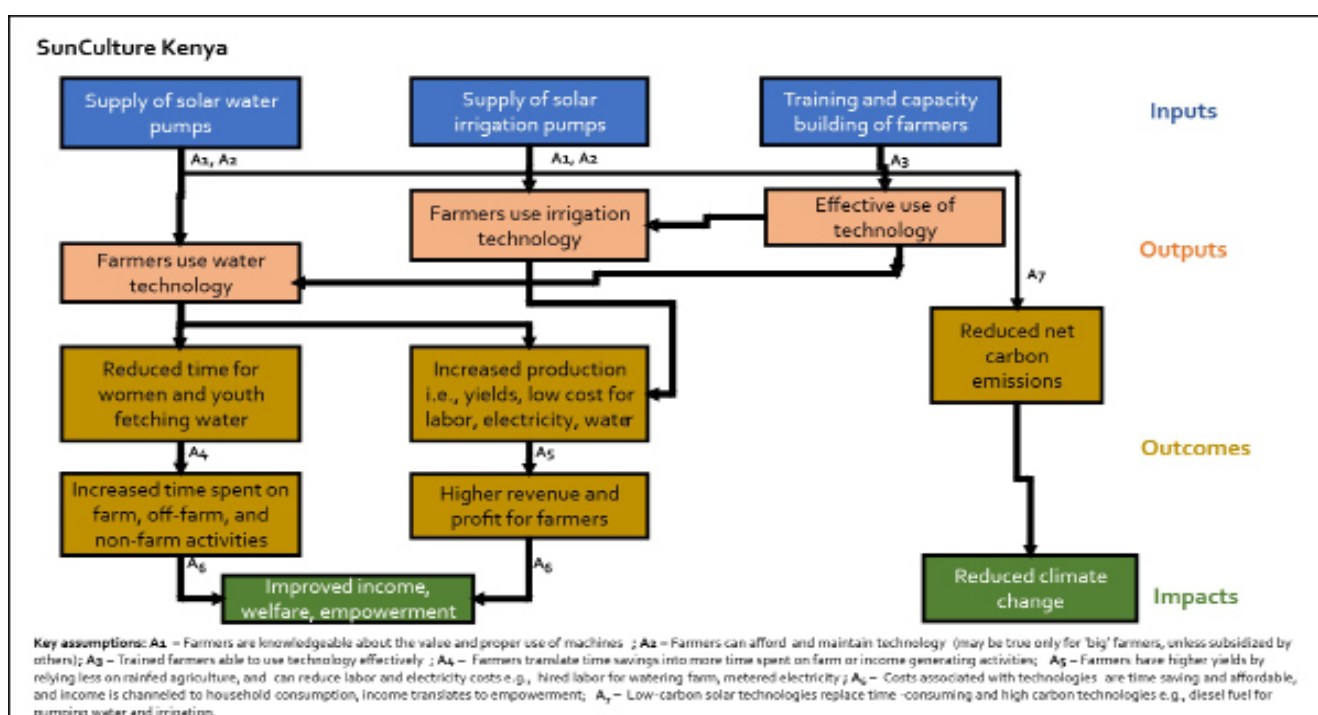 SunCulture Kenya
Supply of solar water
pumps
Supply of solar
irrigation pumps
Training and capacity
building of farmers
Inputs
A1, A2
A1, A2
A3
Farmers use irrigation
technology
Effective use of
technology
Farmers use water
technology
Outputs
A7
Reduced time for
women and youth
fetching water
Increased production
i.e., yields, low cost for
labor, electricity, water
Reduced net
carbon
emissions
A4
A5
Outcomes
Increased time spent on
farm, off-farm, and
non-farm activities
Higher revenue and
profit for farmers
A6
A6
Improved income,
welfare, empowerment
Reduced climate
change
Impacts
Key assumptions: A1 – Farmers are knowledgeable about the value and proper use of machines ; A2 – Farmers can afford and maintain technology (may be true only for 'big' farmers, unless subsidized by
others); A3 – Trained farmers able to use technology effectively ; A4 – Farmers translate time savings into more time spent on farm or income generating activities; A5 – Farmers have higher yields by
relying less on rainfed agriculture, and can reduce labor and electricity costs e.g., hired labor for watering farm, metered electricity ; A6 – Costs associated with technologies are time saving and affordable,
and income is channeled to household consumption, income translates to empowerment; A7 – Low-carbon solar technologies replace time -consuming and high carbon technologies e.g., diesel fuel for
pumping water and irrigation.